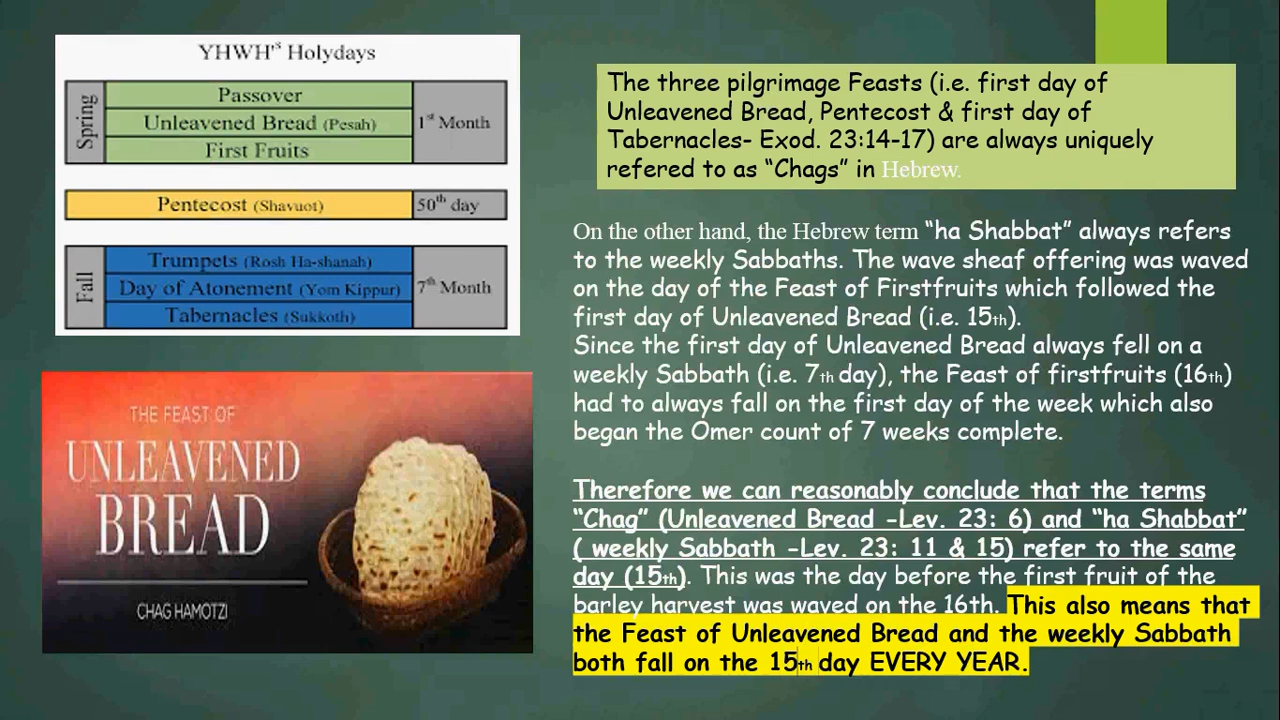 YHWH's Holydays
Spring
Passover
Unleavened Bread (Pesah)
First Fruits
1st Month
Pentecost (Shavuot)
50th day
Fall
Trumpets (Rosh Ha-shanah)
Day of Atonement (Yom Kippur)
Tabernacles (Sukkoth)
7th Month
THE FEAST OF
UNLEAVENED
BREAD
CHAG HAMOTZI
The three pilgrimage Feasts (i.e. first day of
Unleavened Bread, Pentecost & first day of
Tabernacles- Exod. 23:14-17) are always uniquely
refered to as “Chags” in Hebrew.
On the other hand, the Hebrew term “ha Shabbat” always refers
to the weekly Sabbaths. The wave sheaf offering was waved
on the day of the Feast of Firstfruits which followed the
first day of Unleavened Bread (i.e. 15th).
Since the first day of Unleavened Bread always fell on a
weekly Sabbath (i.e. 7th day), the Feast of firstfruits (16th)
had to always fall on the first day of the week which also
began the Omer count of 7 weeks complete.
Therefore we can reasonably conclude that the terms
“Chag” (Unleavened Bread -Lev. 23: 6) and “ha Shabbat”
( weekly Sabbath -Lev. 23: 11 & 15) refer to the same
day (15th). This was the day before the first fruit of the
barley harvest was waved on the 16th. This also means that
the Feast of Unleavened Bread and the weekly Sabbath
both fall on the 15th day EVERY YEAR.